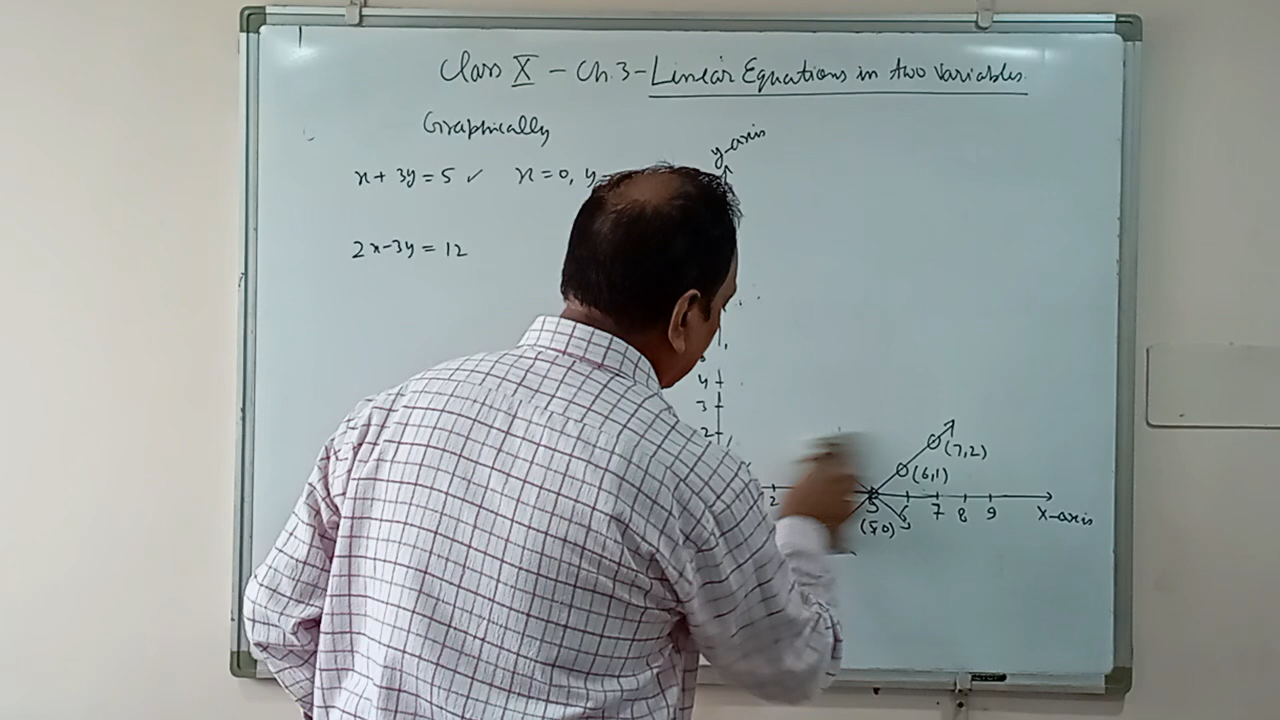 Class X - Ch.3 - Linear Equations in two Variables.
Graphically
y-axis
x + 3y = 5 ✓ x = 0, y
2x - 3y = 12
4
3
2
(7,2)
(6,1)
2 5 6 7 8 9 X-axis
(5,0)